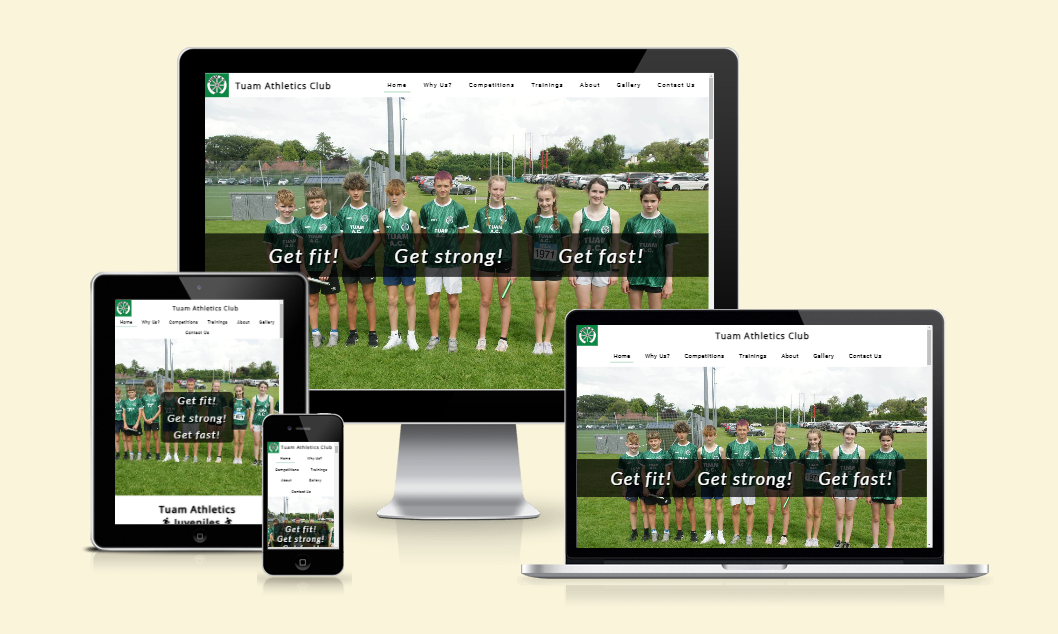 Tuam Athletics Club
Home Why Us? Competitions Trainings About Gallery Contact Us
TUAM
A.C.
1971
Get fit! Get strong! Get fast!
Tuam Athletics Club
Home Why Us? Competitions Trainings About Gallery
Contact Us
Get fit!
Get strong!
Get fast!
Tuam Athletics
Juveniles
Tuam Athletics Club
Home Why Us?
Competitions Trainings
About Gallery
Contact Us
Get fit!
Get strong!
Tuam Athletics Club
Home Why Us? Competitions Trainings About Gallery Contact Us
Get fit! Get strong! Get fast!